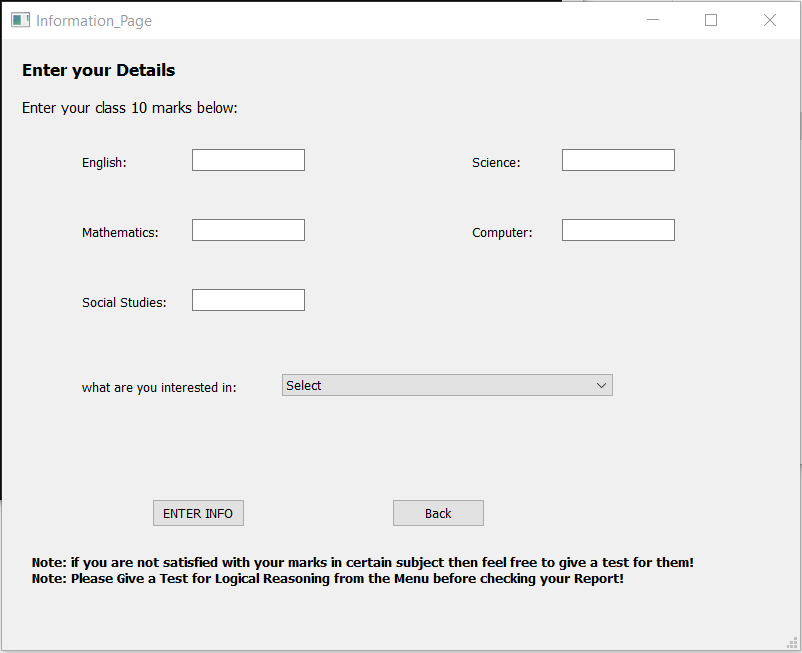 Information_Page
Enter your Details
Enter your class 10 marks below:
English:
Science:
Mathematics:
Computer:
Social Studies:
what are you interested in:
Select
ENTER INFO
Back
Note: if you are not satisfied with your marks in certain subject then feel free to give a test for them!
Note: Please Give a Test for Logical Reasoning from the Menu before checking your Report!